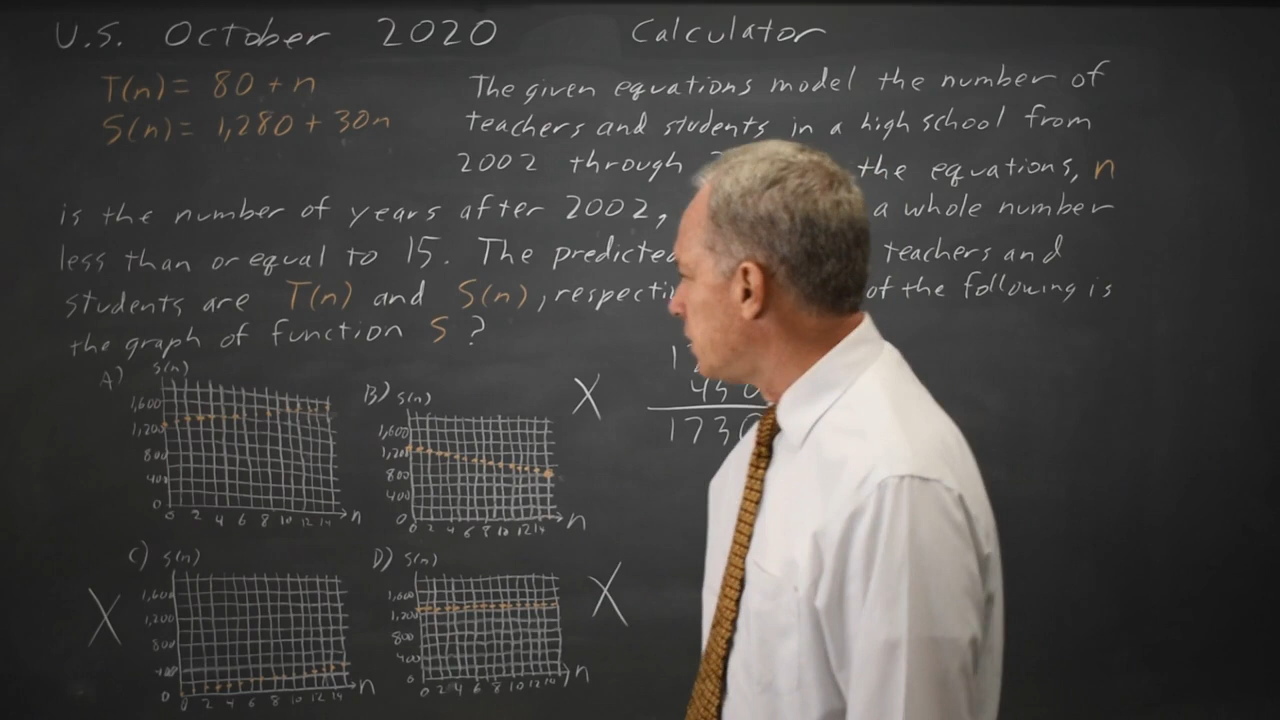 U.S. October 2020 Calculator
T(n) = 80 + n
S(n) = 1,280 + 30n
The given equations model the number of
teachers and students in a high school from
2002 through the equations, n
is the number of years after 2002, a whole number
less than or equal to 15. The predicted teachers and
students are T(n) and S(n), of the following is
the graph of function S ?
A) S(n)
1,600
1,200
800
400
0
0 2 4 6 8 10 12 14 n
B) S(n)
1,600
1,200
800
400
0
0 2 4 6 8 10 12 14 n
X
450
1730
C) S(n)
1,600
1,200
800
400
0
0 2 4 6 8 10 12 14 n
X
D) S(n)
1,600
1,200
800
400
0
0 2 4 6 8 10 12 14 n
X